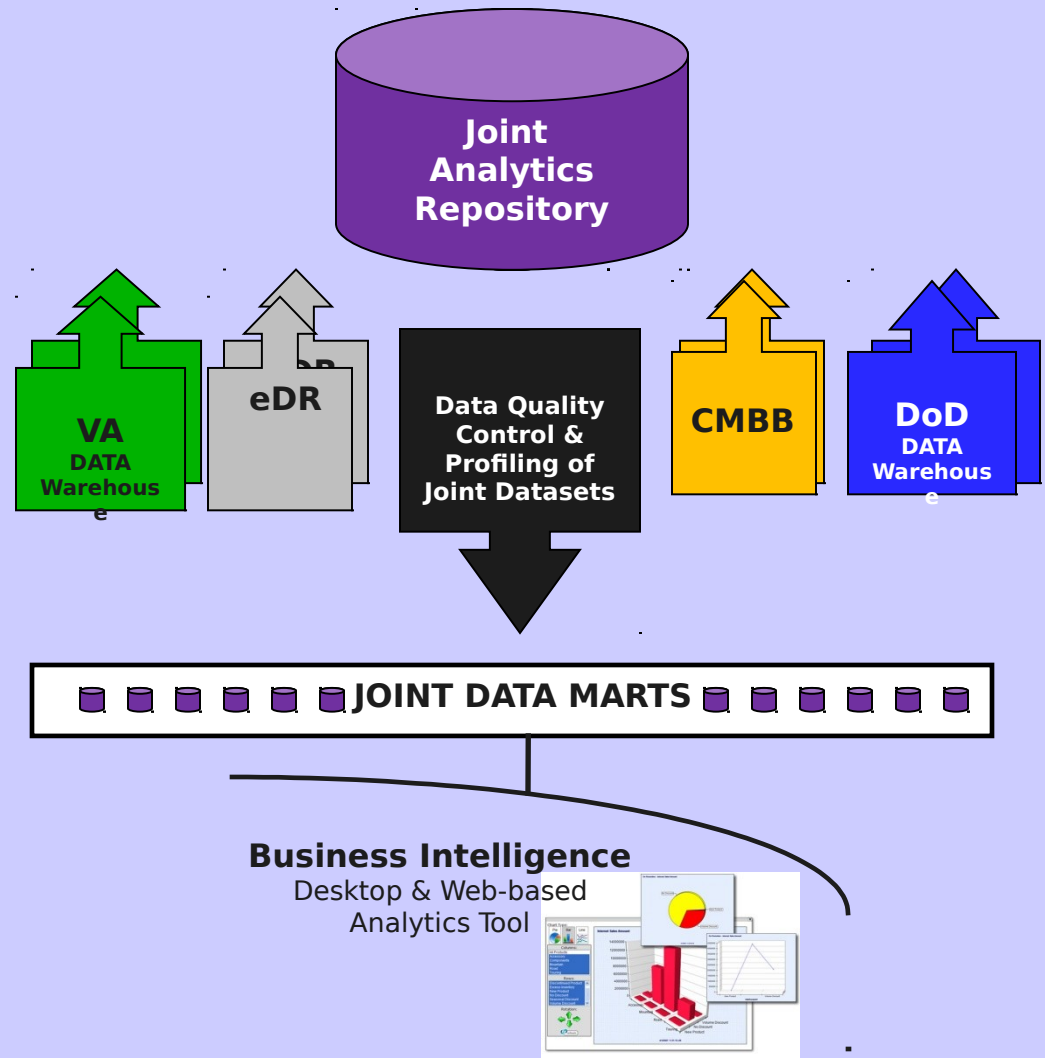 Joint
Analytics
Repository
VA
DATA
Warehous
e
eDR
Data Quality
Control &
Profiling of
Joint Datasets
CMBB
DoD
DATA
Warehous
e
JOINT DATA MARTS
Business Intelligence
Desktop & Web-based
Analytics Tool